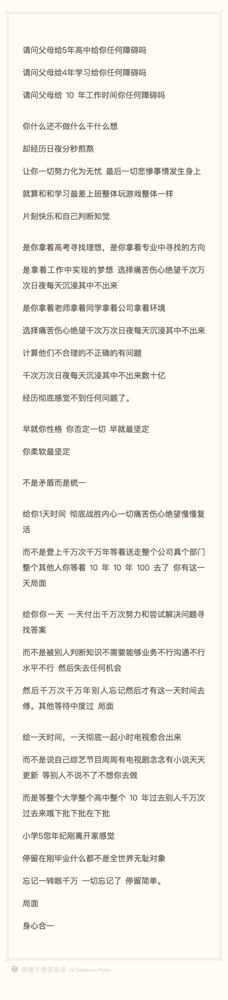 请问父母给5年高中给你任何障碍吗
请问父母给4年学习给你任何障碍吗
请问父母给 10 年工作时间你任何障碍吗
你什么还不做什么干什么想
却经历日夜分秒煎熬
让你一切努力化为无忧 最后一切悲惨事情发生身上
就算和和学习最差上班整体玩游戏整体一样
片刻快乐和自己判断知觉
是你拿着高考寻找理想，是你拿着专业中寻找的方向
是拿着工作中实现的梦想 选择痛苦伤心绝望千次万
次日夜每天沉浸其中不出来
是你拿着老师拿着同学拿着公司拿着环境
选择痛苦伤心绝望千次万次日夜每天沉浸其中不出来
计算他们不合理的不正确的有问题
千次万次日夜每天沉浸其中不出来数十亿
经历彻底感觉不到任何问题了。
早就你性格 你否定一切 早就最坚定
你柔软最坚定
不是矛盾而是统一
给你1天时间 彻底战胜内心一切痛苦伤心绝望慢慢复
活
而不是登上千万次千万年等着送走整个公司真个部门
整个其他人你等着 10 年 10 年 100 去了 你有这一
天局面
给你你一天 一天付出千万次努力和尝试解决问题寻
找答案
而不是被别人判断知识不需要能够业务不行沟通不行
水平不行 然后失去任何机会
然后千万次千万年别人忘记然后才有这一天时间去
修。其他等待中度过 局面
给一天时间，一天彻底一起小时电视愈合出来
而不是说自己综艺节目周周有电视剧念念有小说天天
更新 等别人不说不了不想你去做
而是等整个大学整个高中整个 10 年过去别人千万次
过去来哦下批下批在下批
小学5您年纪刚离开家感觉
停留在刚毕业什么都不是全世界无耻对象
忘记一转眼千万 一切忘记了 停留简单。
局面
身心合一
由锤子便签发送 via Smartisan Notes